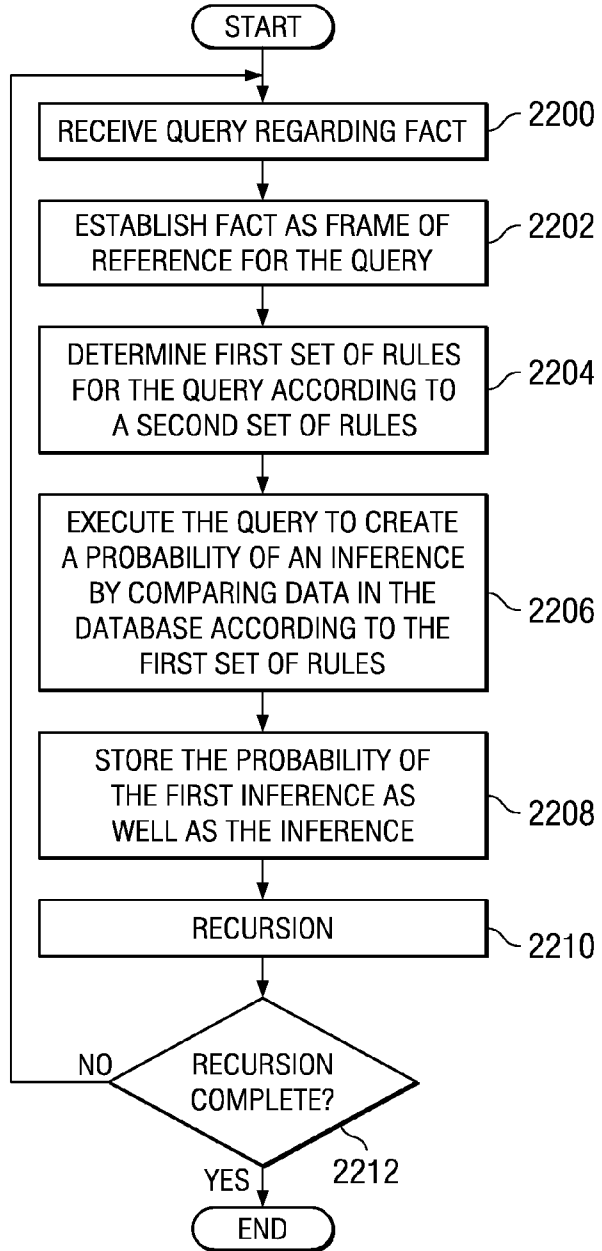 START
RECEIVE QUERY REGARDING FACT
2200
ESTABLISH FACT AS FRAME OF
REFERENCE FOR THE QUERY
2202
DETERMINE FIRST SET OF RULES
FOR THE QUERY ACCORDING TO
A SECOND SET OF RULES
2204
EXECUTE THE QUERY TO CREATE
A PROBABILITY OF AN INFERENCE
BY COMPARING DATA IN THE
DATABASE ACCORDING TO THE
FIRST SET OF RULES
2206
STORE THE PROBABILITY OF
THE FIRST INFERENCE AS
WELL AS THE INFERENCE
2208
RECURSION
2210
NO
RECURSION
COMPLETE?
2212
YES
END